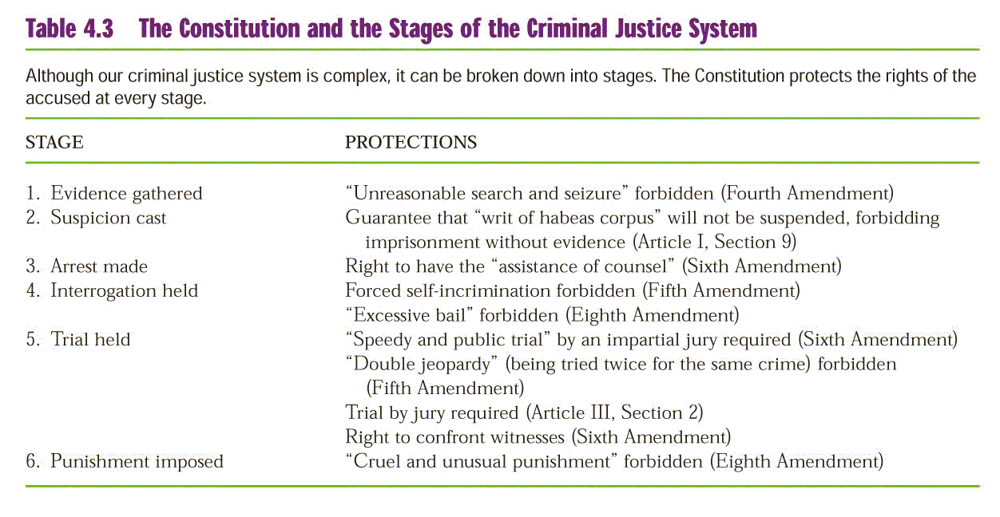 Table 4.3 The Constitution and the Stages of the Criminal Justice System
Although our criminal justice system is complex, it can be broken down into stages. The Constitution protects the rights of the
accused at every stage.
STAGE PROTECTIONS
1. Evidence gathered “Unreasonable search and seizure” forbidden (Fourth Amendment)
2. Suspicion cast Guarantee that “writ of habeas corpus” will not be suspended, forbidding
imprisonment without evidence (Article I, Section 9)
3. Arrest made Right to have the “assistance of counsel” (Sixth Amendment)
4. Interrogation held Forced self-incrimination forbidden (Fifth Amendment)
“Excessive bail” forbidden (Eighth Amendment)
5. Trial held “Speedy and public trial” by an impartial jury required (Sixth Amendment)
“Double jeopardy” (being tried twice for the same crime) forbidden
(Fifth Amendment)
Trial by jury required (Article III, Section 2)
Right to confront witnesses (Sixth Amendment)
6. Punishment imposed “Cruel and unusual punishment” forbidden (Eighth Amendment)